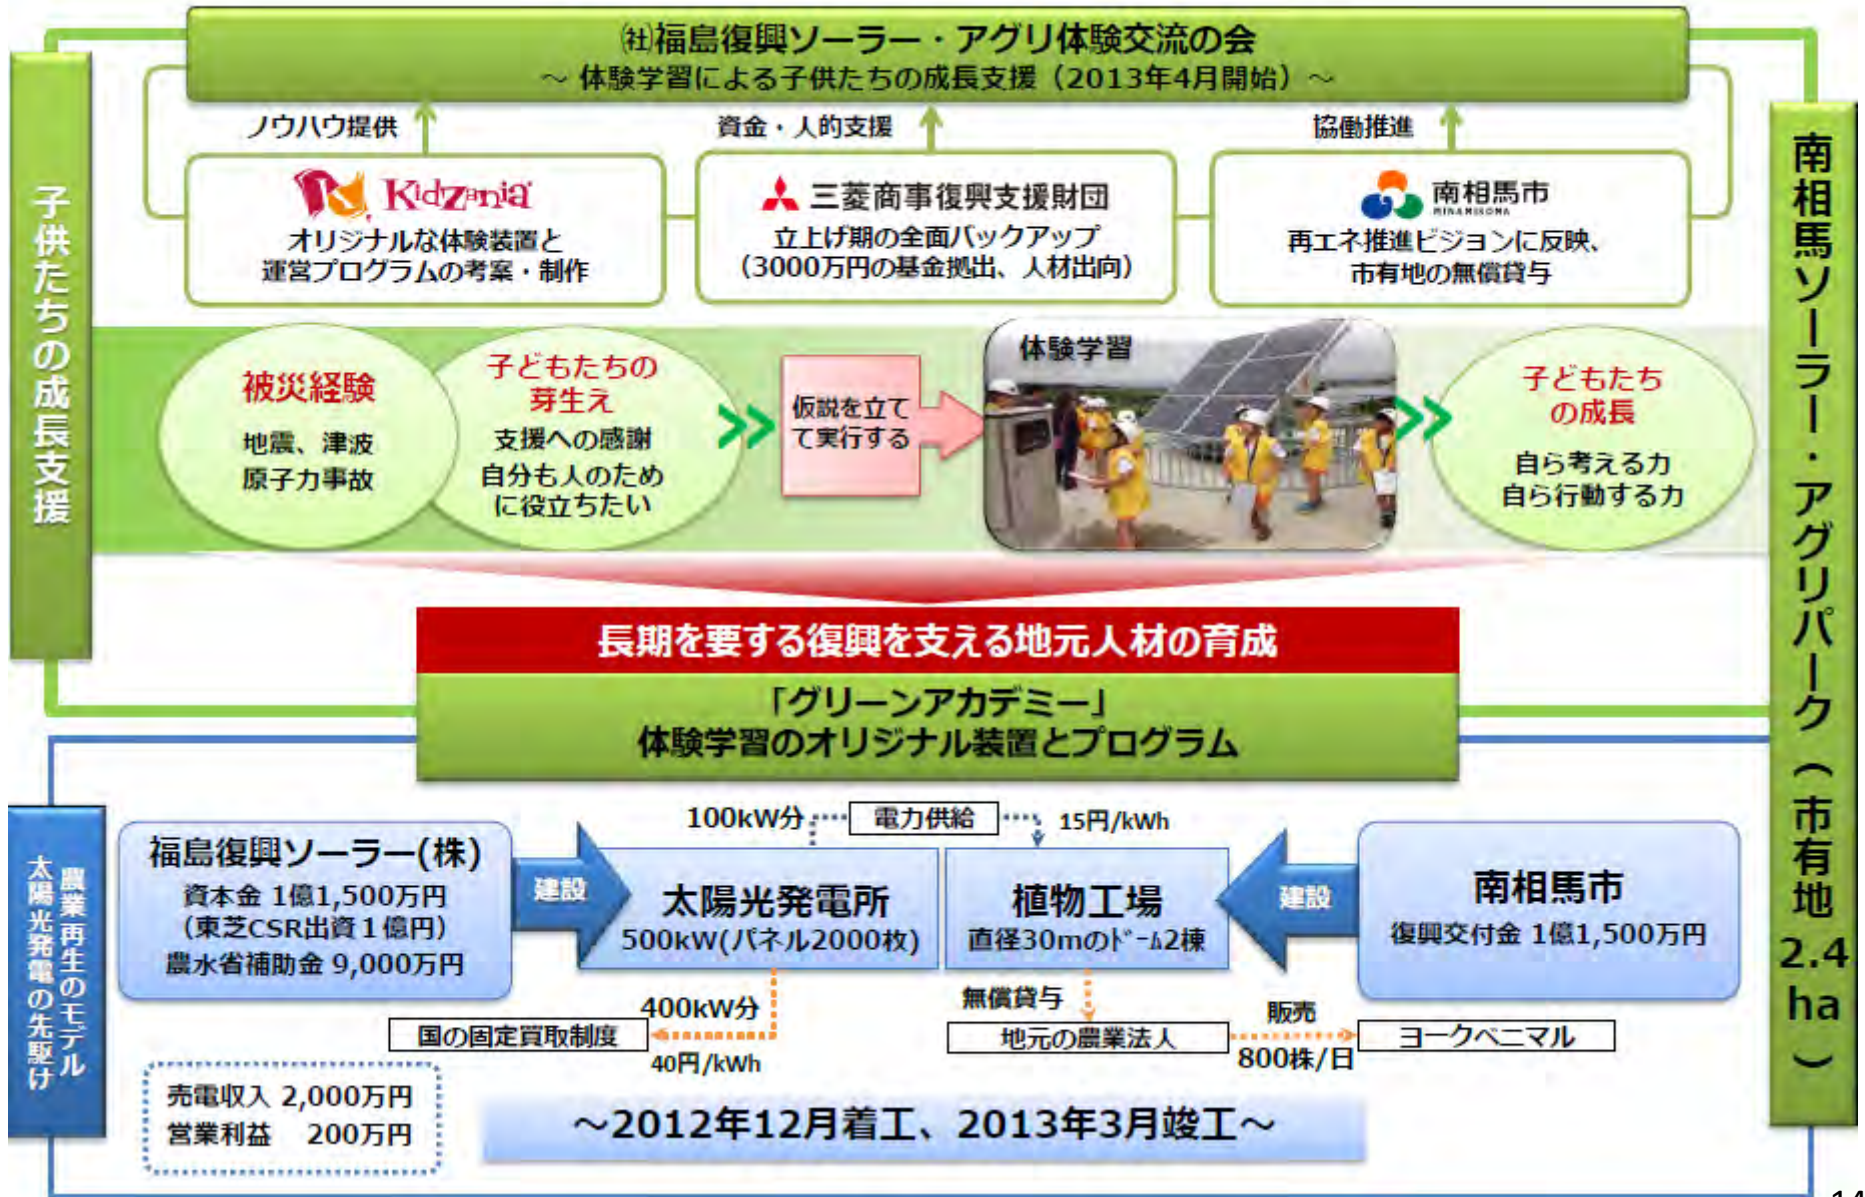 ㈳福島復興ソーラー・アグリ体験交流の会
～ 体験学習による子供たちの成長支援（2013年4月開始）～
子供たちの成長支援
南相馬ソーラー・アグリパーク（市有地2.4ha）
ノウハウ提供
資金・人的支援
協働推進
KidZania
オリジナルな体験装置と
運営プログラムの考案・制作
三菱商事復興支援財団
立上げ期の全面バックアップ
（3000万円の基金拠出、人材出向）
南相馬市
MINAMISOMA
再エネ推進ビジョンに反映、
市有地の無償貸与
被災経験
地震、津波
原子力事故
子どもたちの
芽生え
支援への感謝
自分も人のため
に役立ちたい
仮説を立て
て実行する
体験学習
子どもたち
の成長
自ら考える力
自ら行動する力
長期を要する復興を支える地元人材の育成
「グリーンアカデミー」
体験学習のオリジナル装置とプログラム
農業再生のモデル
太陽光発電の先駆け
福島復興ソーラー(株)
資本金 1億1,500万円
（東芝CSR出資１億円）
農水省補助金 9,000万円
建設
100kW分
電力供給
15円/kWh
太陽光発電所
500kW(パネル2000枚)
植物工場
直径30mのﾄﾞｰﾑ2棟
建設
南相馬市
復興交付金 1億1,500万円
400kW分
国の固定買取制度
40円/kWh
無償貸与
地元の農業法人
販売
800株/日
ヨークベニマル
売電収入 2,000万円
営業利益 200万円
～2012年12月着工、2013年3月竣工～